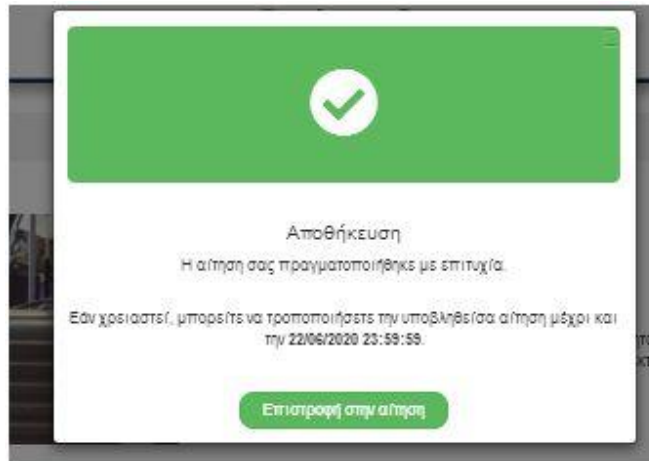 Αποθήκευση
Η αίτηση σας πραγματοποιήθηκε με επιτυχία.
Εάν χρειαστεί, μπορείτε να τροποποιήσετε την υποβληθείσα αίτηση μέχρι και
την 22/06/2020 23:59:59.
Επιστροφή στην αίτηση